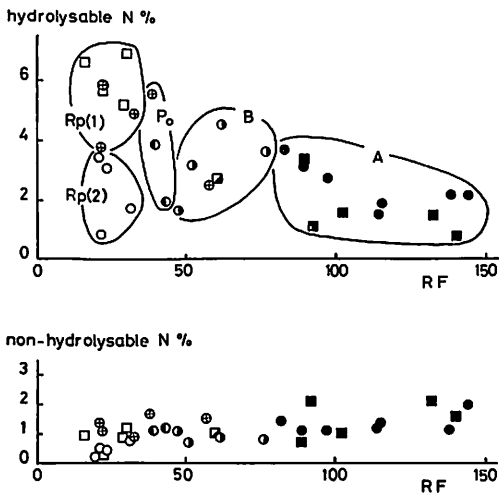 hydrolysable N %
6
4
2
0
Rp(1)
Rp(2)
Po
B
A
0 50 100 150
RF
non-hydrolysable N %
3
2
1
0
0 50 100 150
RF